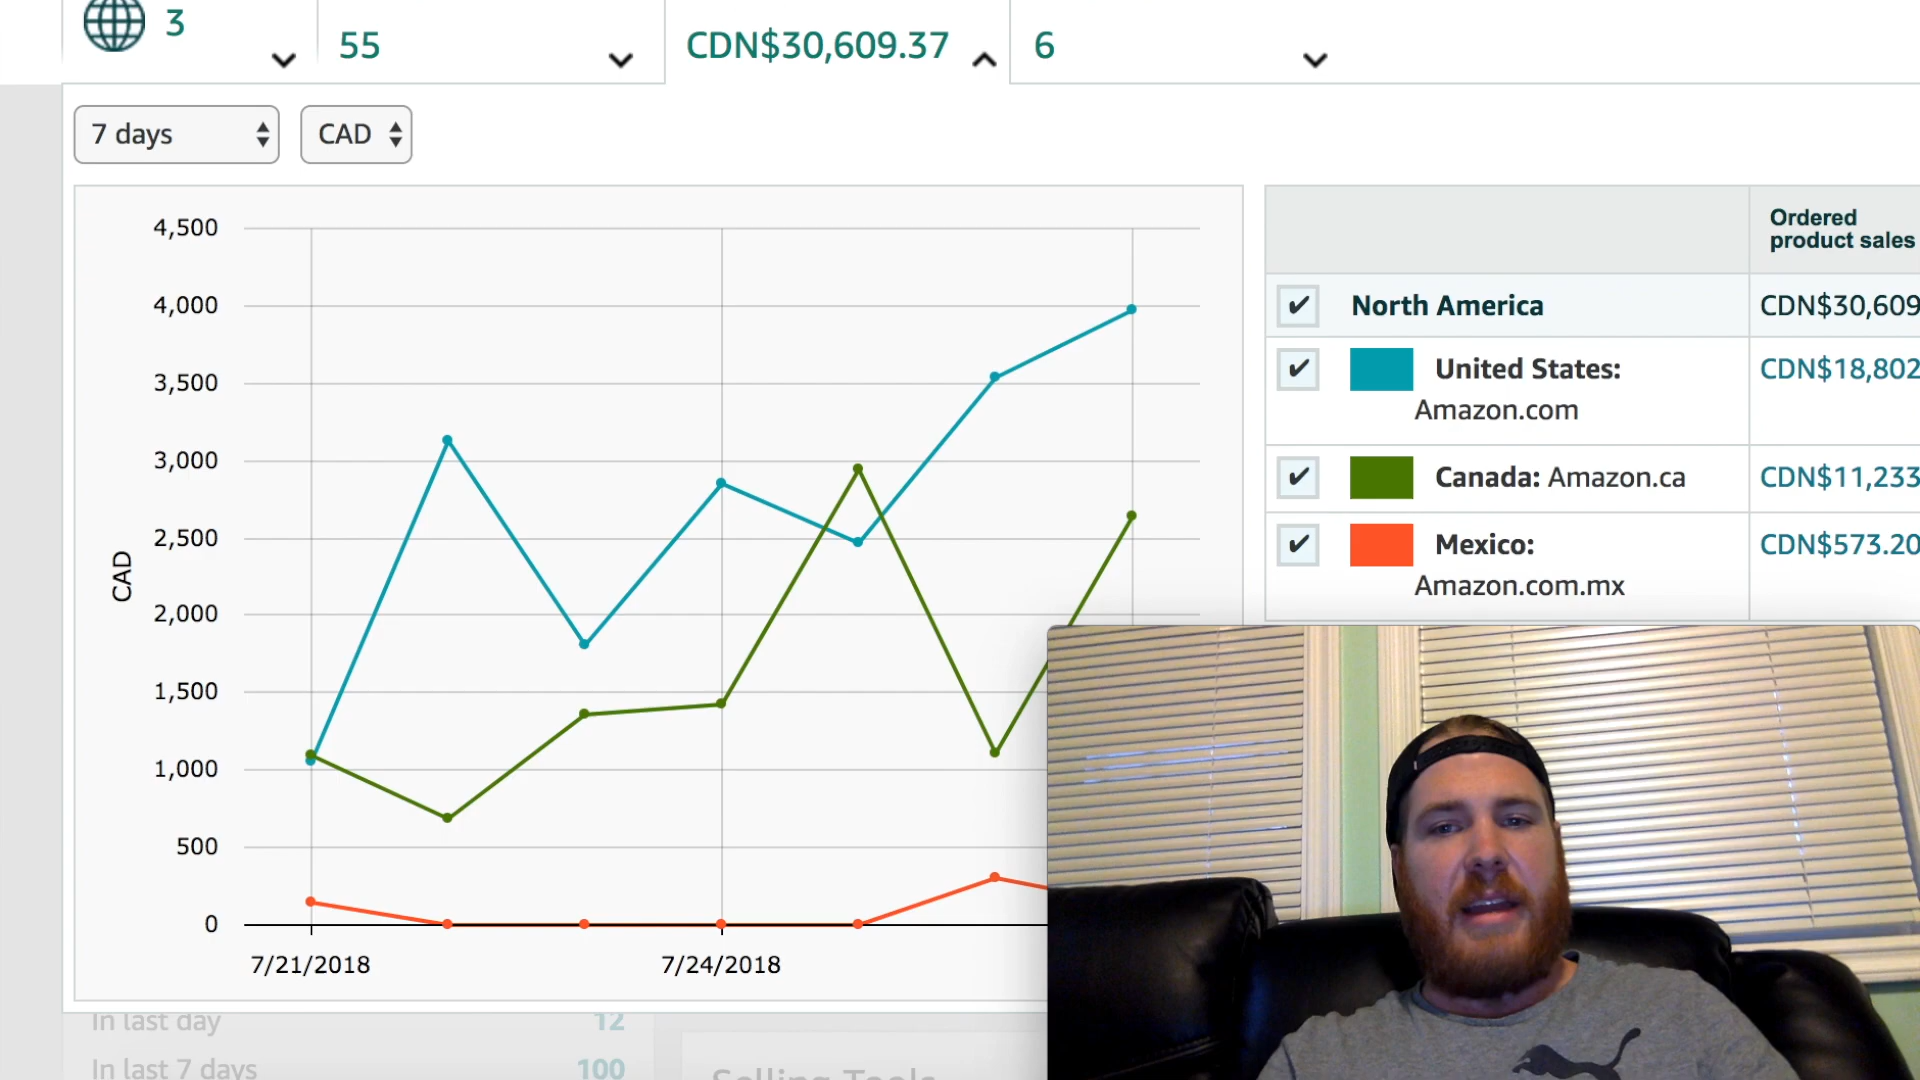 3
55
CDN$30,609.37
6
7 days
CAD
4,500
4,000
3,500
3,000
2,500
2,000
1,500
1,000
500
0
CAD
7/21/2018
7/24/2018
Ordered
product sales
North America
CDN$30,609
United States:
CDN$18,802
Amazon.com
Canada: Amazon.ca
CDN$11,233
Mexico:
CDN$573.20
Amazon.com.mx
In last day
12
In last 7 days
100
Selling Tools